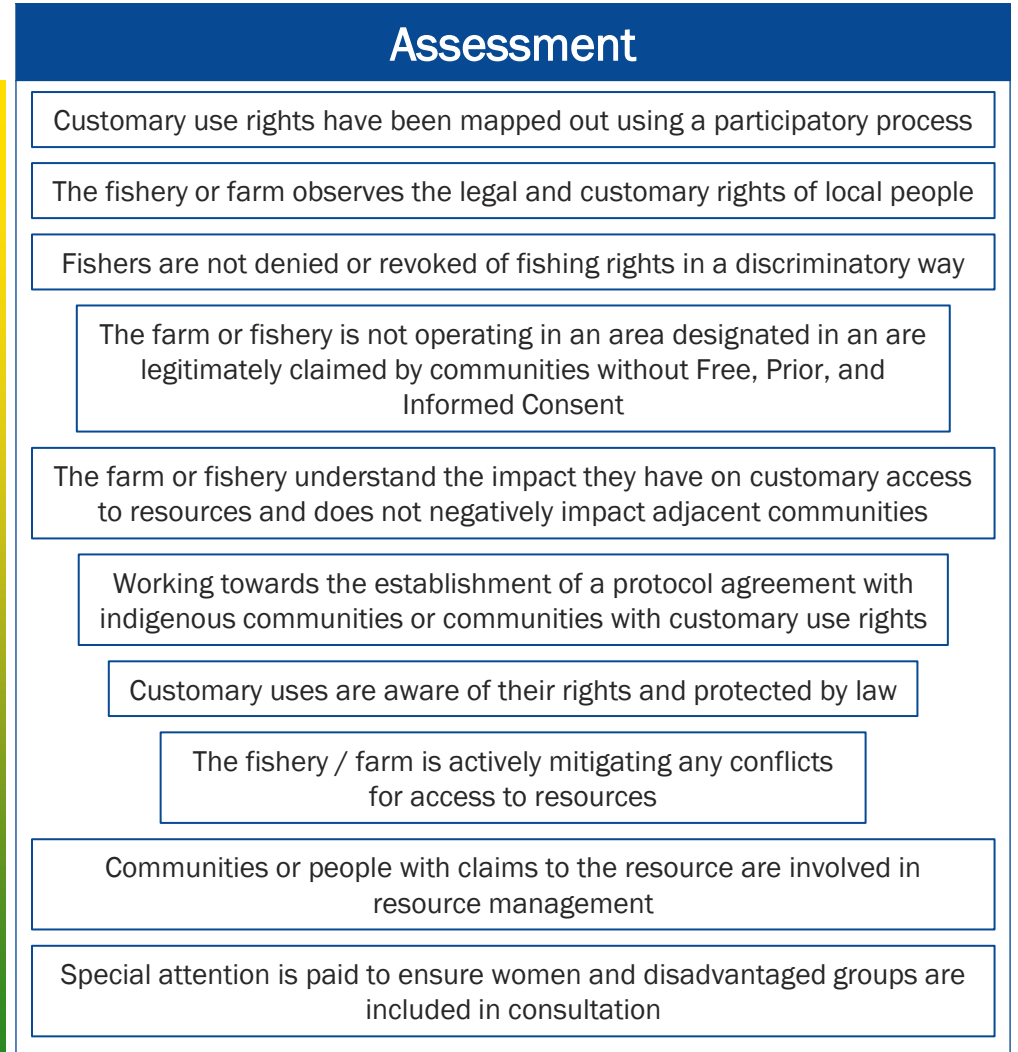 Assessment
Customary use rights have been mapped out using a participatory process
The fishery or farm observes the legal and customary rights of local people
Fishers are not denied or revoked of fishing rights in a discriminatory way
The farm or fishery is not operating in an area designated in an are
legitimately claimed by communities without Free, Prior, and
Informed Consent
The farm or fishery understand the impact they have on customary access
to resources and does not negatively impact adjacent communities
Working towards the establishment of a protocol agreement with
indigenous communities or communities with customary use rights
Customary uses are aware of their rights and protected by law
The fishery / farm is actively mitigating any conflicts
for access to resources
Communities or people with claims to the resource are involved in
resource management
Special attention is paid to ensure women and disadvantaged groups are
included in consultation